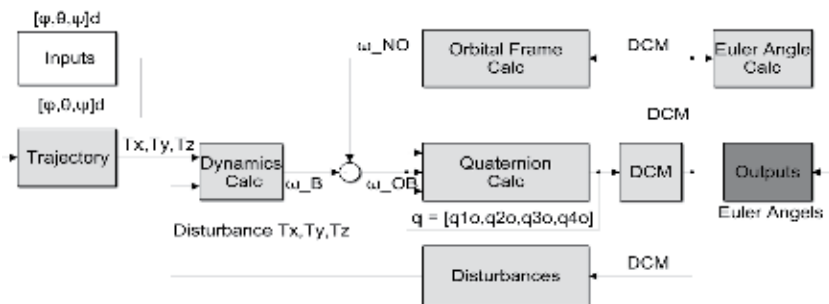 [φ,θ,ψ]d
Inputs
[φ,θ,ψ]d
Trajectory
Tx,Ty,Tz
Dynamics
Calc
ω_B
ω_NO
ω_OB
Orbital Frame
Calc
DCM
Euler Angle
Calc
DCM
Quaternion
Calc
DCM
Outputs
Euler Angels
q = [q1o,q2o,q3o,q4o]
Disturbance Tx,Ty,Tz
Disturbances
DCM